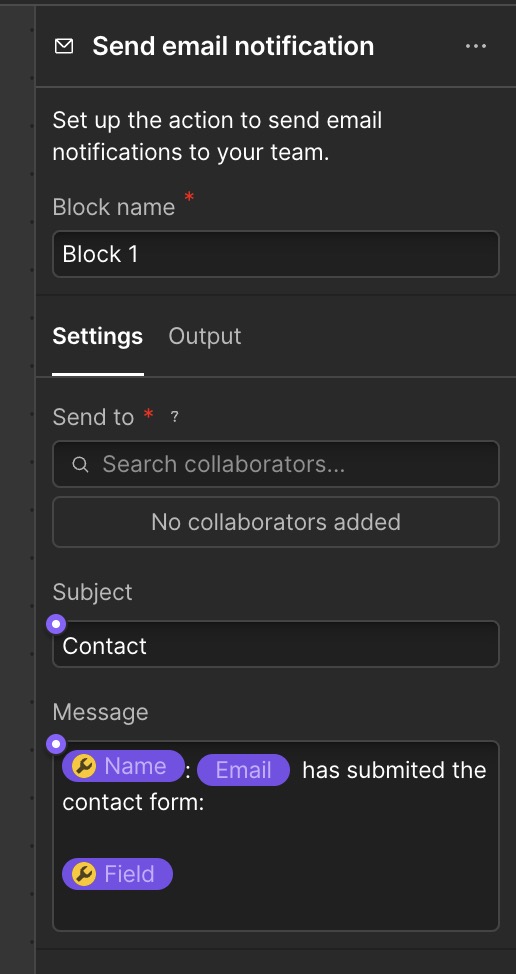 Send email notification
Set up the action to send email
notifications to your team.
Block name *
Block 1
Settings Output
Send to * ?
Search collaborators...
No collaborators added
Subject
Contact
Message
Name : Email has submited the
contact form:
Field